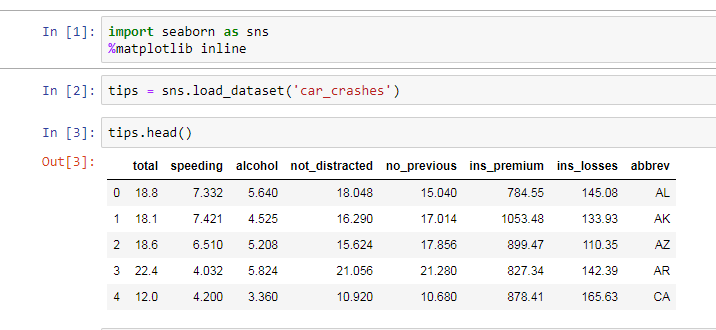 In [1]: import seaborn as sns
%matplotlib inline
In [2]: tips = sns.load_dataset('car_crashes')
In [3]: tips.head()
Out[3]:
total speeding alcohol not_distracted no_previous ins_premium ins_losses abbrev
0 18.8 7.332 5.640 18.048 15.040 784.55 145.08 AL
1 18.1 7.421 4.525 16.290 17.014 1053.48 133.93 AK
2 18.6 6.510 5.208 15.624 17.856 899.47 110.35 AZ
3 22.4 4.032 5.824 21.056 21.280 827.34 142.39 AR
4 12.0 4.200 3.360 10.920 10.680 878.41 165.63 CA